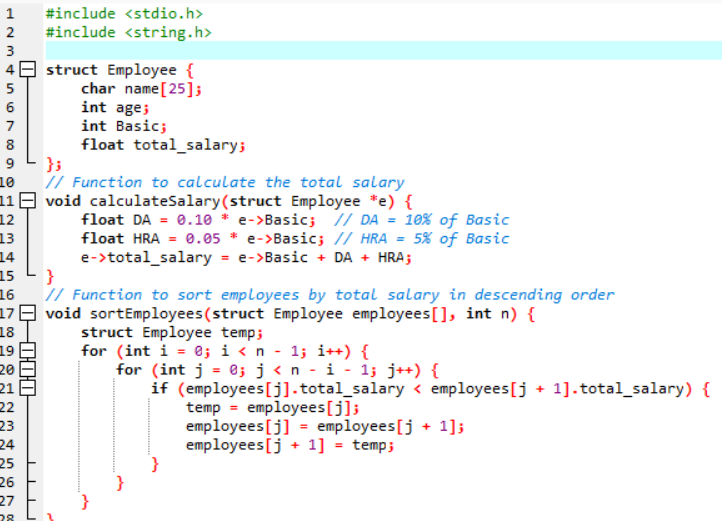 1 #include <stdio.h>
2 #include <string.h>
3
4 struct Employee {
5     char name[25];
6     int age;
7     int Basic;
8     float total_salary;
9 };
10 // Function to calculate the total salary
11 void calculateSalary(struct Employee *e) {
12     float DA = 0.10 * e->Basic;  // DA = 10% of Basic
13     float HRA = 0.05 * e->Basic; // HRA = 5% of Basic
14     e->total_salary = e->Basic + DA + HRA;
15 }
16 // Function to sort employees by total salary in descending order
17 void sortEmployees(struct Employee employees[], int n) {
18     struct Employee temp;
19     for (int i = 0; i < n - 1; i++) {
20         for (int j = 0; j < n - i - 1; j++) {
21             if (employees[j].total_salary < employees[j + 1].total_salary) {
22                 temp = employees[j];
23                 employees[j] = employees[j + 1];
24                 employees[j + 1] = temp;
25             }
26         }
27     }
28 }